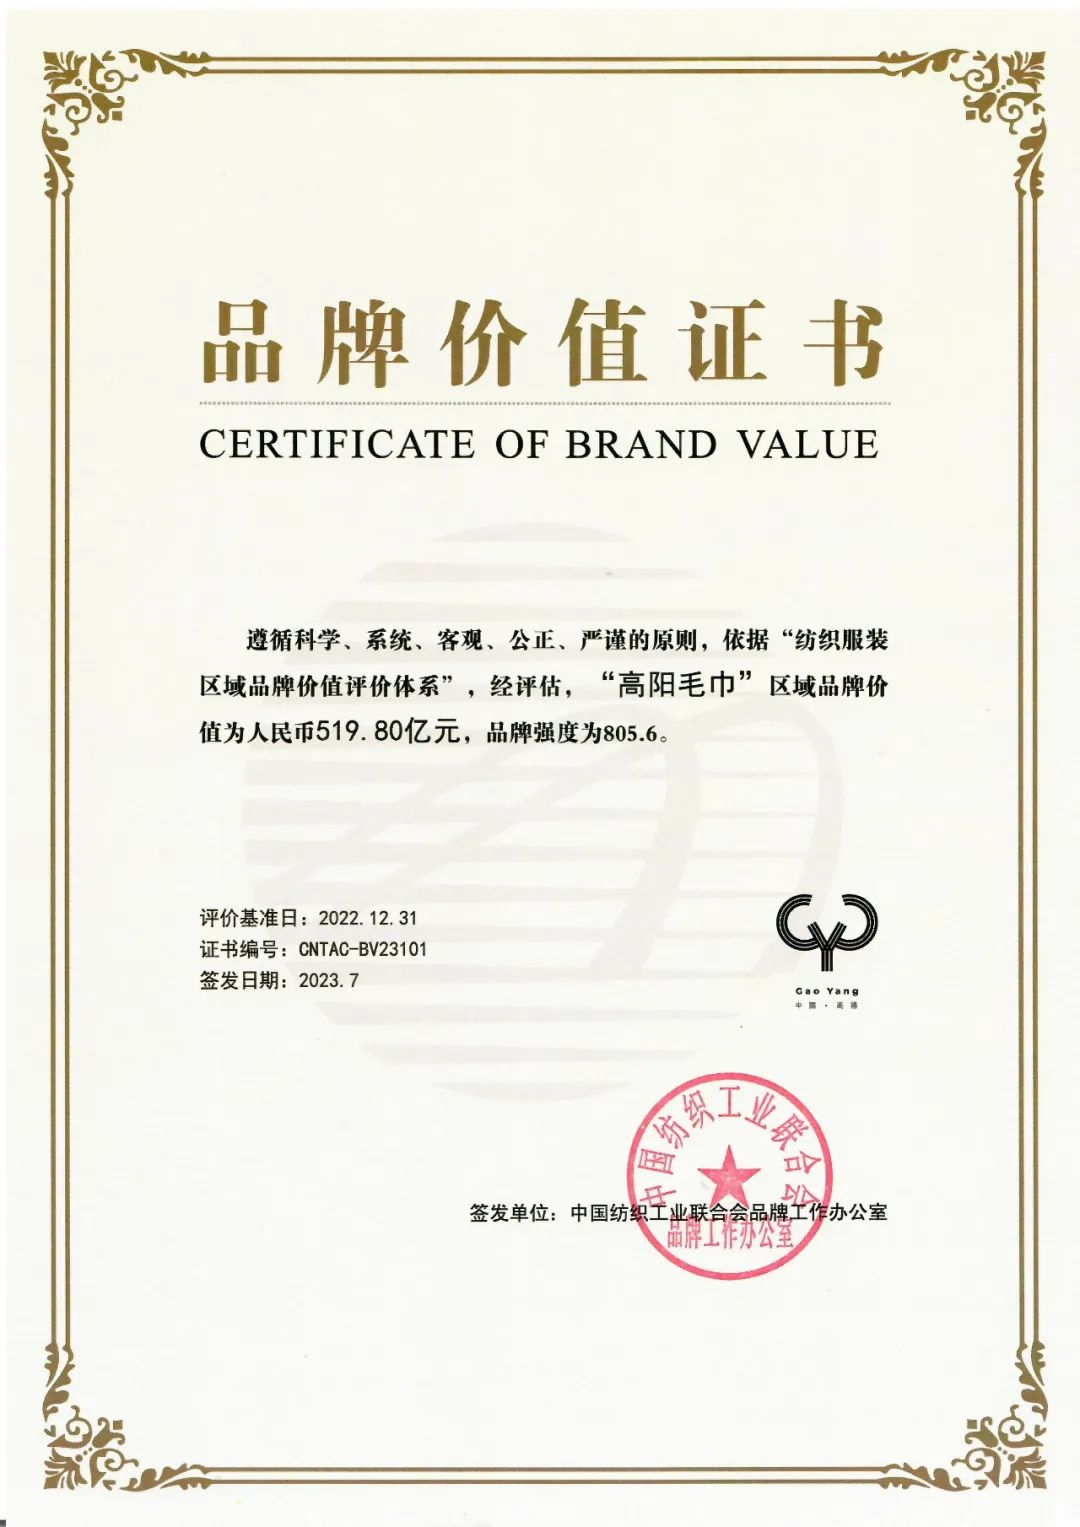 品牌价值证书
CERTIFICATE OF BRAND VALUE
遵循科学、系统、客观、公正、严谨的原则，依据“纺织服装
区域品牌价值评价体系”，经评估，“高阳毛巾”区域品牌价
值为人民币519.80亿元，品牌强度为805.6。
评价基准日：2022.12.31
证书编号：CNTAC-BV23101
签发日期：2023.7
Gao Yang
中國·高陽
中国纺织工业联合会
签发单位：中国纺织工业联合会品牌工作办公室
品牌工作办公室